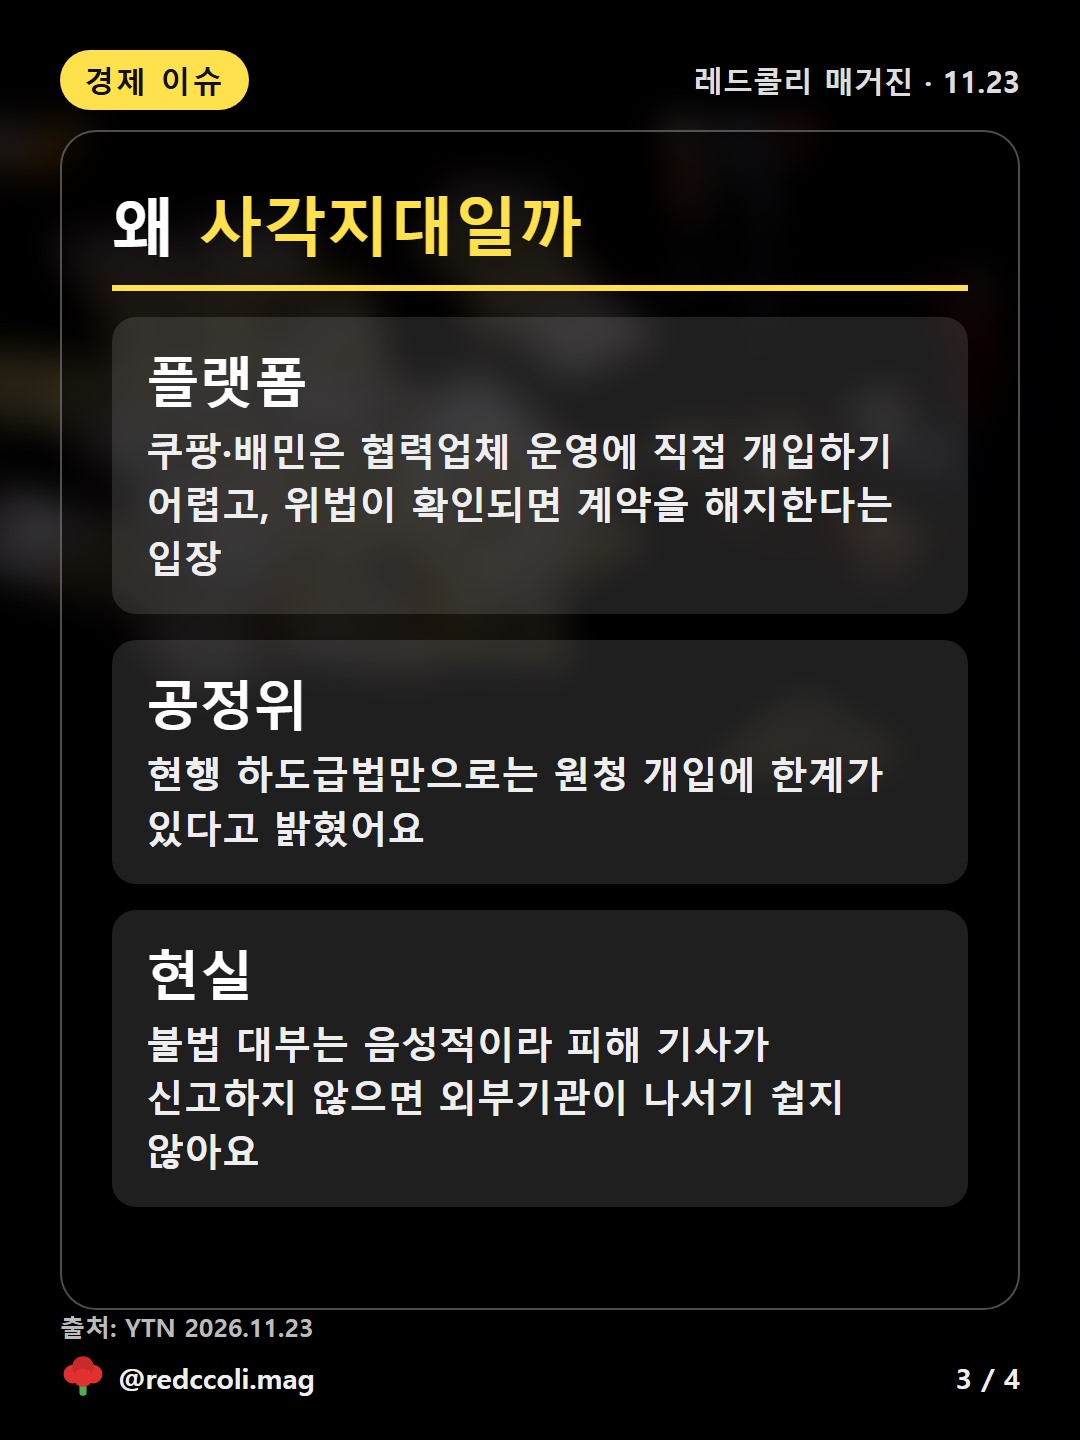 경제 이슈
레드콜리 매거진 · 11.23
왜 사각지대일까
플랫폼
쿠팡·배민은 협력업체 운영에 직접 개입하기
어렵고, 위법이 확인되면 계약을 해지한다는
입장
공정위
현행 하도급법만으로는 원청 개입에 한계가
있다고 밝혔어요
현실
불법 대부는 음성적이라 피해 기사가
신고하지 않으면 외부기관이 나서기 쉽지
않아요
출처: YTN 2026.11.23
@redccoli.mag
3 / 4